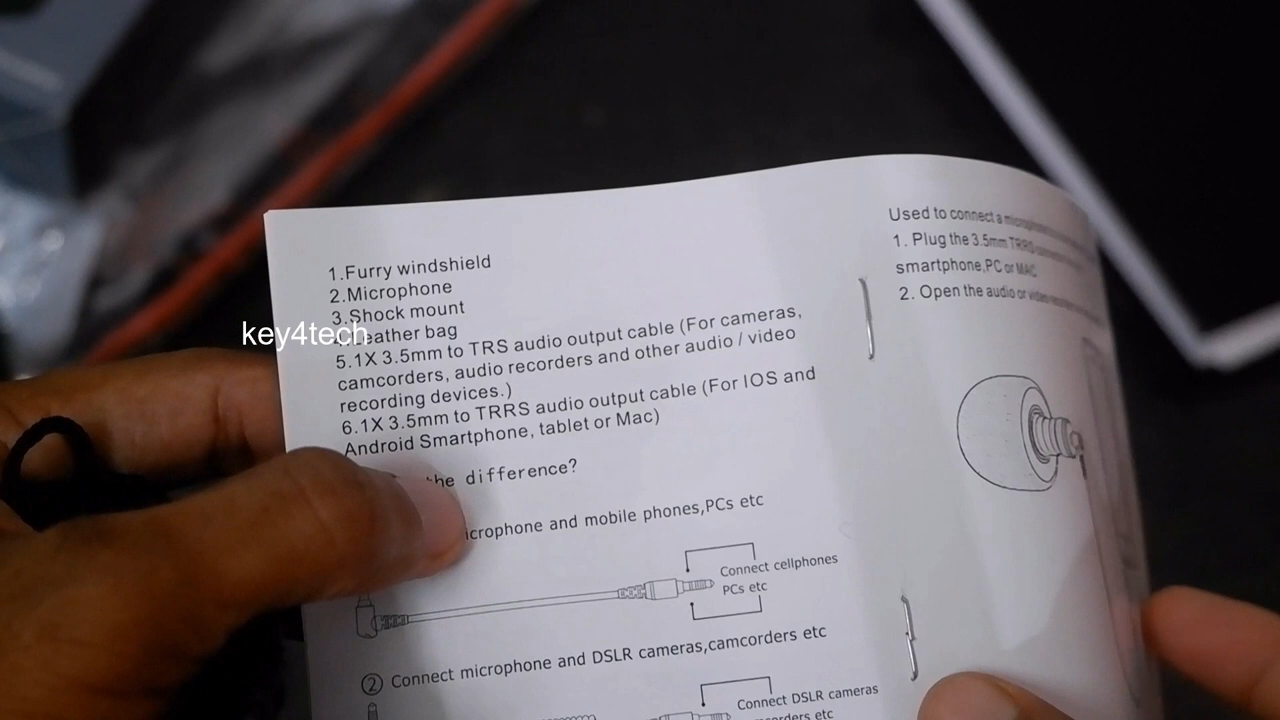 1.Furry windshield
2.Microphone
3.Shock mount
key4tech
eather bag
5.1X 3.5mm to TRS audio output cable (For cameras,
camcorders, audio recorders and other audio / video
recording devices.)
6.1X 3.5mm to TRRS audio output cable (For IOS and
Android Smartphone, tablet or Mac)
the difference?
icrophone and mobile phones,PCs etc
Connect cellphones
PCs etc
② Connect microphone and DSLR cameras,camcorders etc
Connect DSLR cameras
orders etc
Used to connect a
1. Plug the 3.5mm TRRS
smartphone,PC or MAC
2. Open the audio or video